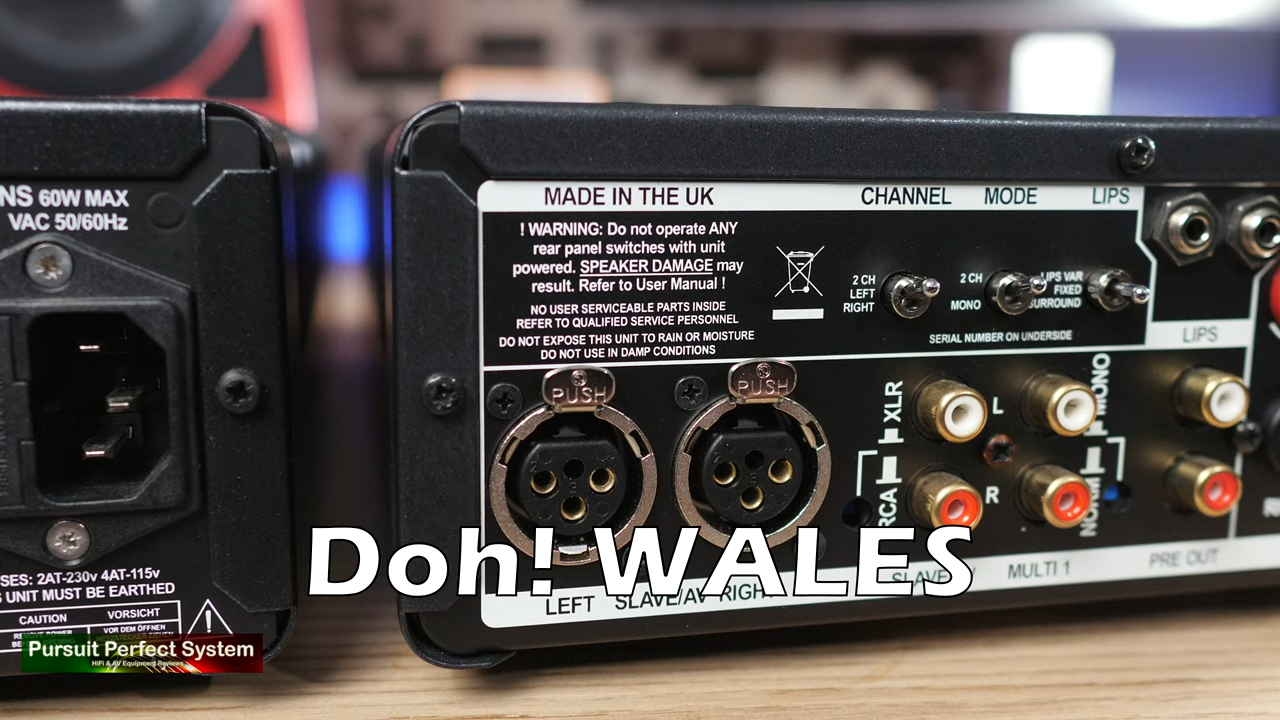 NS 60W MAX
VAC 50/60Hz
SES: 2AT-230v 4AT-115v
UNIT MUST BE EARTHED
CAUTION VORSICHT
VOR DEM ÖFFNEN
MADE IN THE UK
! WARNING: Do not operate ANY
rear panel switches with unit
powered. SPEAKER DAMAGE may
result. Refer to User Manual !
NO USER SERVICEABLE PARTS INSIDE
REFER TO QUALIFIED SERVICE PERSONNEL
DO NOT EXPOSE THIS UNIT TO RAIN OR MOISTURE
DO NOT USE IN DAMP CONDITIONS
CHANNEL MODE LIPS
2 CH
LEFT
RIGHT
2 CH
MONO
LIPS VAR
FIXED
SURROUND
SERIAL NUMBER ON UNDERSIDE
LIPS
PUSH PUSH
XLR
RCA
L
R
MONO
NORM
LEFT SLAVE/AV RIGHT
SLAVE
MULTI 1
PRE OUT
Doh! WALES
Pursuit Perfect System
HiFi & AV Equipment Reviews